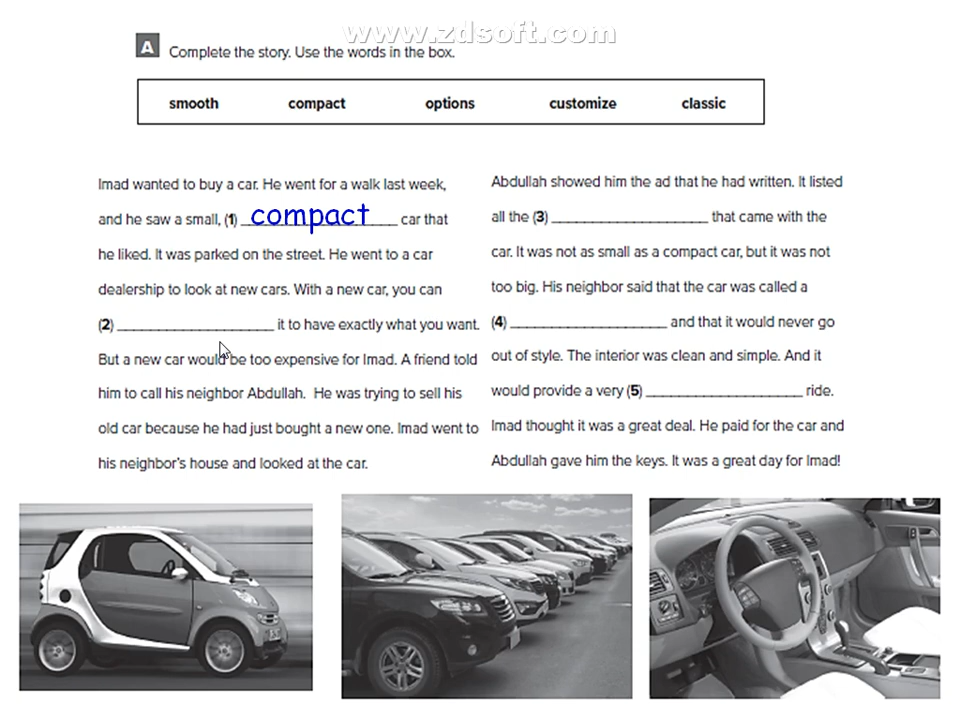 www.zdsoft.com
A Complete the story. Use the words in the box.
smooth compact options customize classic
Imad wanted to buy a car. He went for a walk last week,
and he saw a small, (1) compact car that
he liked. It was parked on the street. He went to a car
dealership to look at new cars. With a new car, you can
(2) ______________________ it to have exactly what you want.
But a new car would be too expensive for Imad. A friend told
him to call his neighbor Abdullah. He was trying to sell his
old car because he had just bought a new one. Imad went to
his neighbor's house and looked at the car.
Abdullah showed him the ad that he had written. It listed
all the (3) ______________________ that came with the
car. It was not as small as a compact car, but it was not
too big. His neighbor said that the car was called a
(4) ______________________ and that it would never go
out of style. The interior was clean and simple. And it
would provide a very (5) ______________________ ride.
Imad thought it was a great deal. He paid for the car and
Abdullah gave him the keys. It was a great day for Imad!